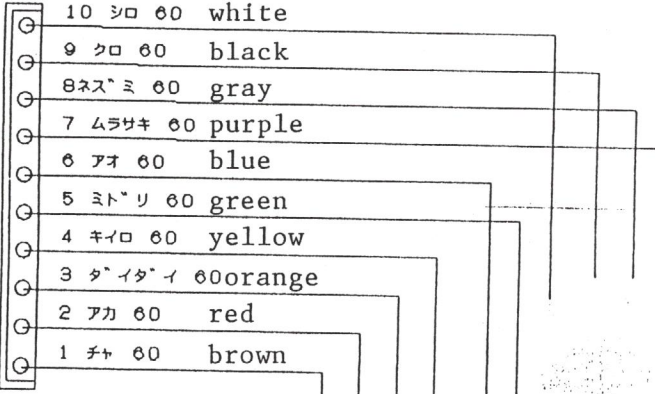 10 シロ 60 white
9 クロ 60 black
8ネズミ 60 gray
7 ムラサキ 60 purple
6 アオ 60 blue
5 ミドリ 60 green
4 キイロ 60 yellow
3 ダイダイ 60orange
2 アカ 60 red
1 チャ 60 brown